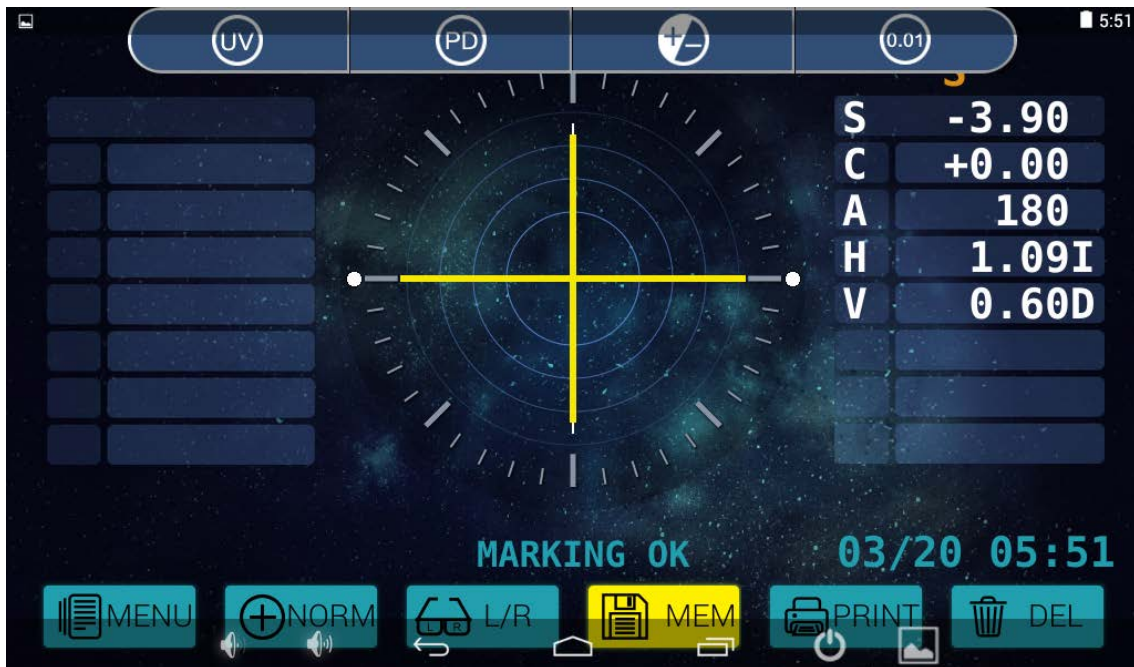 5:51
UV PD +/- 0.01
S
S -3.90
C +0.00
A 180
H 1.09I
V 0.60D
MARKING OK 03/20 05:51
MENU NORM L/R MEM PRINT DEL
L R